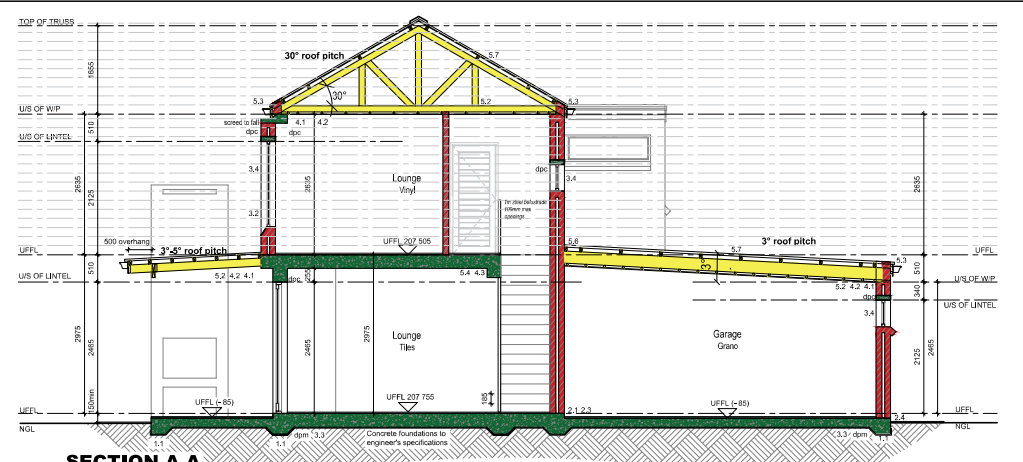 TOP OF TRUSS
30° roof pitch
5.7
1655
30°
5.3
5.2
5.3
U/S OF W/P
screed to fall
4.1
4.2
dpc
dpc
510
U/S OF LINTEL
dpc
3.4
3.4
2635
2125
2635
2635
Lounge
Vinyl
3.2
500 overhang
3°-5° roof pitch
UFFL 207 505
5.6
5.7
3° roof pitch
3°
UFFL
UFFL
5.3
510
5.2
4.2
4.1
5.4
4.3
255
510
U/S OF LINTEL
dpc
5.2
4.2
4.1
U/S OF W/P
340
dpc
U/S OF LINTEL
3.4
2975
2465
2465
2975
Lounge
Tiles
Garage
Grano
2125
2465
150min
UFFL (- 85)
UFFL 207 755
185
UFFL (-85)
UFFL
2.1
2.3
2.4
UFFL
NGL
NGL
1.1
1.1
dpm
3.3
Concrete foundations to
engineer's specifications
3.3
dpm
1.1
SECTION A-A